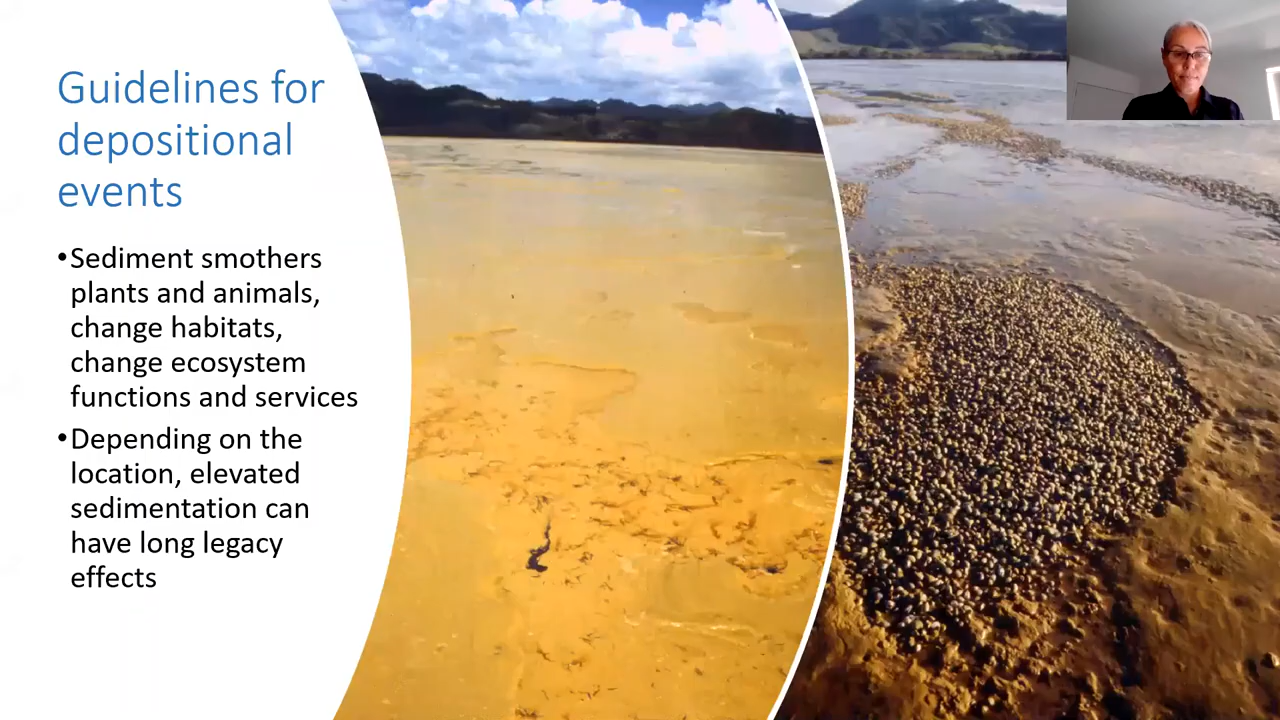 Guidelines for
depositional
events
•Sediment smothers
plants and animals,
change habitats,
change ecosystem
functions and services
•Depending on the
location, elevated
sedimentation can
have long legacy
effects